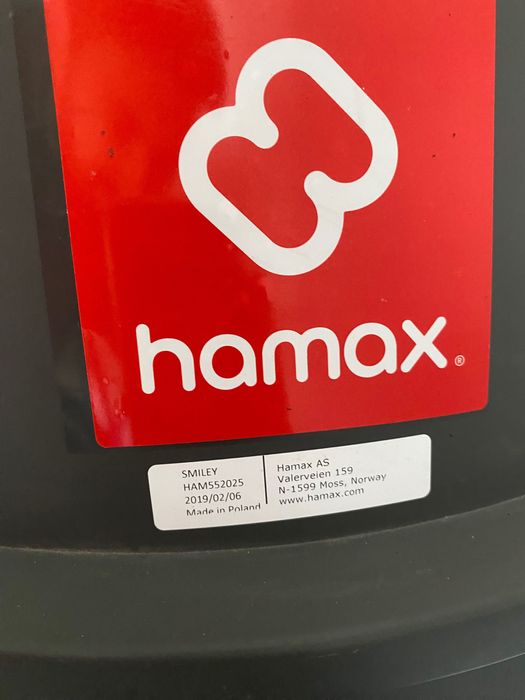 hamax®
SMILEY
HAM552025
2019/02/06
Made in Poland
Hamax AS
Valerveien 159
N-1599 Moss, Norway
www.hamax.com